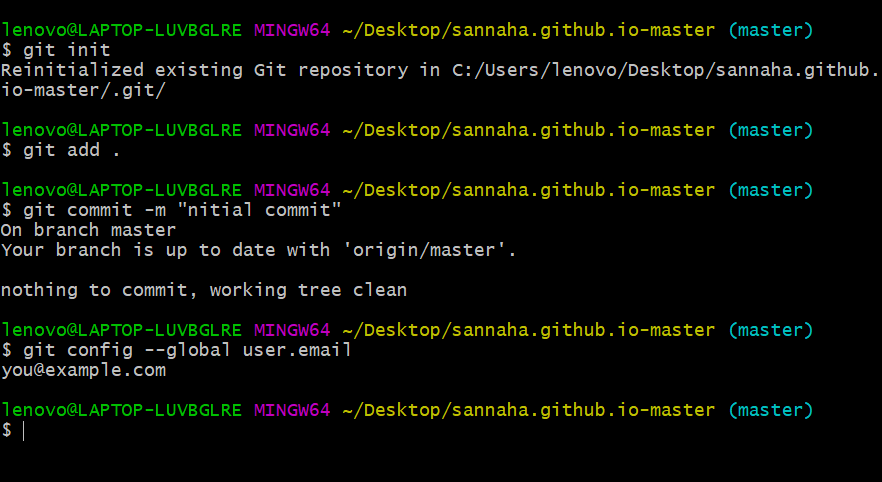 lenovo@LAPTOP-LUVBGLRE MINGW64 ~/Desktop/sannaha.github.io-master (master)
$ git init
Reinitialized existing Git repository in C:/Users/lenovo/Desktop/sannaha.github.
io-master/.git/
lenovo@LAPTOP-LUVBGLRE MINGW64 ~/Desktop/sannaha.github.io-master (master)
$ git add .
lenovo@LAPTOP-LUVBGLRE MINGW64 ~/Desktop/sannaha.github.io-master (master)
$ git commit -m "nitial commit"
On branch master
Your branch is up to date with 'origin/master'.
nothing to commit, working tree clean
lenovo@LAPTOP-LUVBGLRE MINGW64 ~/Desktop/sannaha.github.io-master (master)
$ git config --global user.email
you@example.com
lenovo@LAPTOP-LUVBGLRE MINGW64 ~/Desktop/sannaha.github.io-master (master)
$